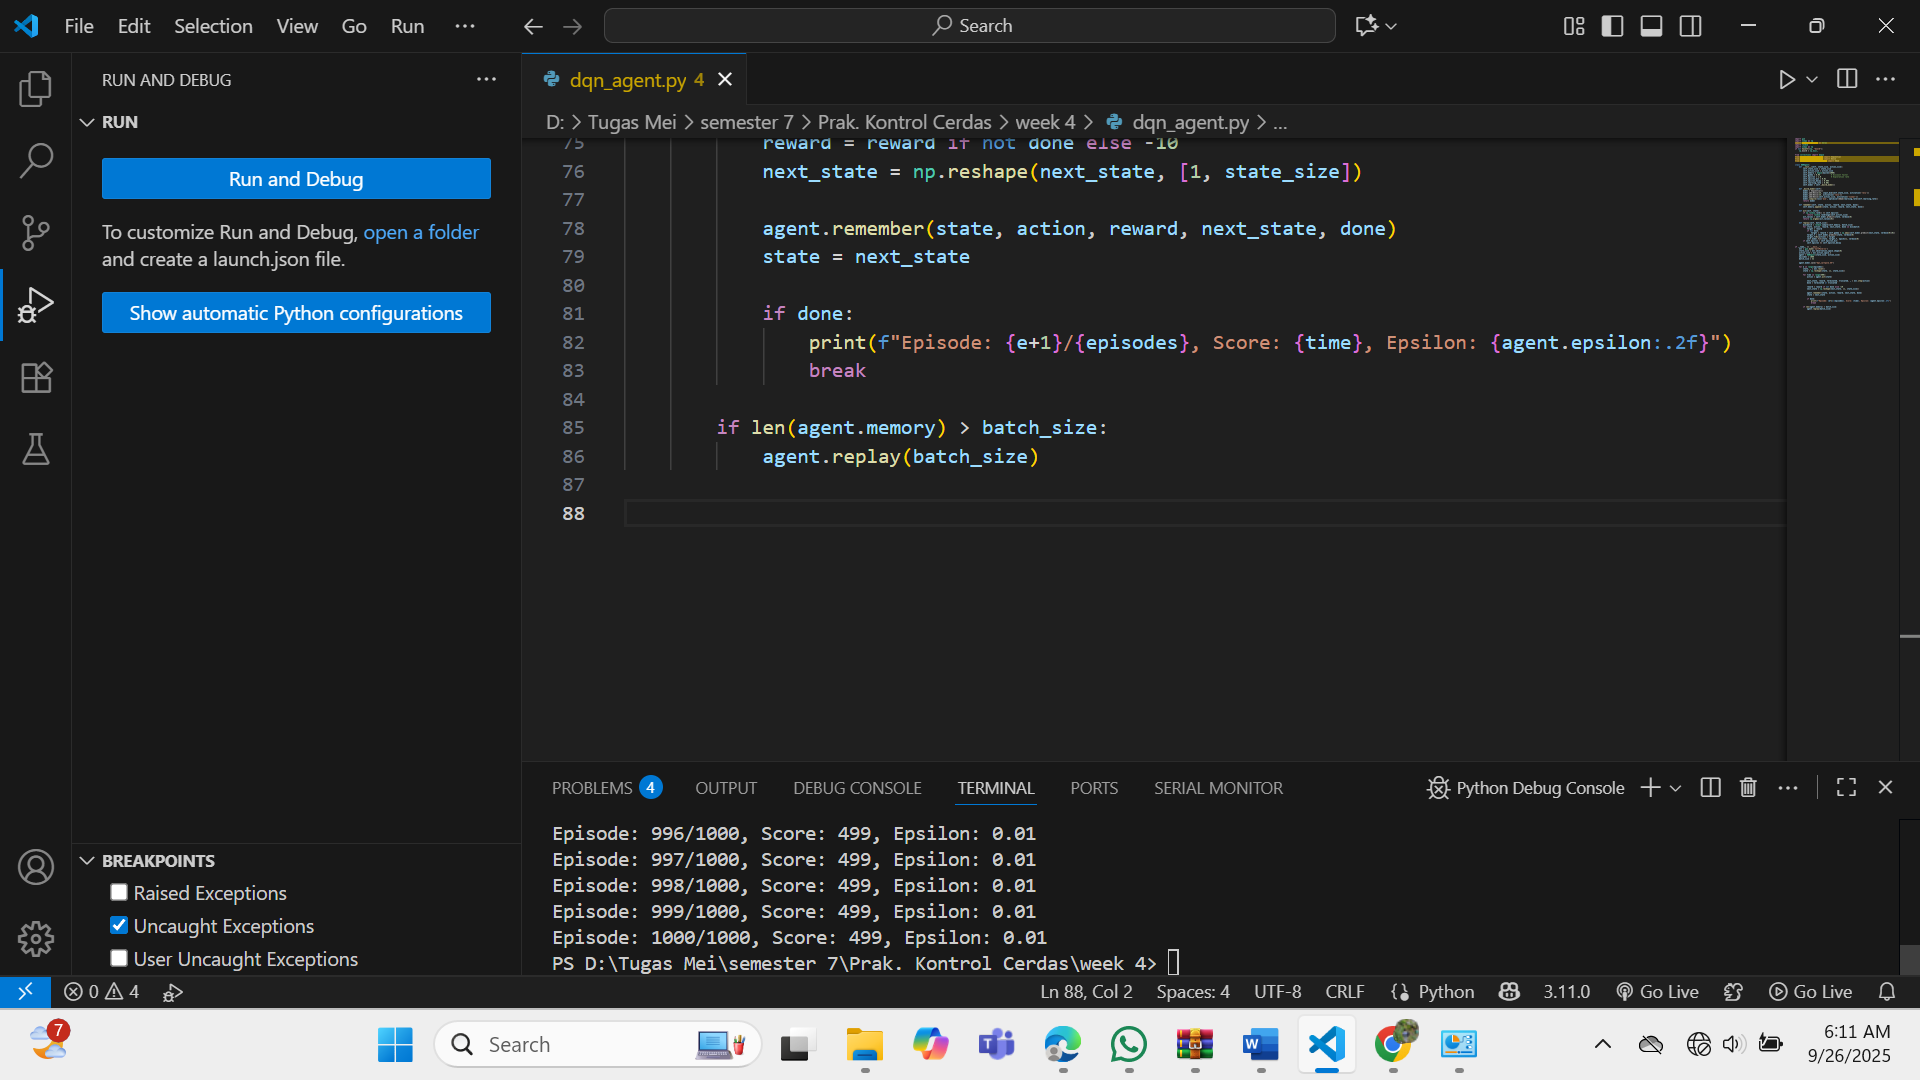 File Edit Selection View Go Run ··· Search
RUN AND DEBUG ···
RUN
Run and Debug
To customize Run and Debug, open a folder
and create a launch.json file.
Show automatic Python configurations
BREAKPOINTS
Raised Exceptions
Uncaught Exceptions
User Uncaught Exceptions
dqn_agent.py 4
D: > Tugas Mei > semester 7 > Prak. Kontrol Cerdas > week 4 > dqn_agent.py > ...
75 reward = reward if not done else -10
76 next_state = np.reshape(next_state, [1, state_size])
77
78 agent.remember(state, action, reward, next_state, done)
79 state = next_state
80
81 if done:
82 print(f"Episode: {e+1}/{episodes}, Score: {time}, Epsilon: {agent.epsilon:.2f}")
83 break
84
85 if len(agent.memory) > batch_size:
86 agent.replay(batch_size)
87
88
PROBLEMS 4 OUTPUT DEBUG CONSOLE TERMINAL PORTS SERIAL MONITOR Python Debug Console
Episode: 996/1000, Score: 499, Epsilon: 0.01
Episode: 997/1000, Score: 499, Epsilon: 0.01
Episode: 998/1000, Score: 499, Epsilon: 0.01
Episode: 999/1000, Score: 499, Epsilon: 0.01
Episode: 1000/1000, Score: 499, Epsilon: 0.01
PS D:\Tugas Mei\semester 7\Prak. Kontrol Cerdas\week 4>
0 4 Ln 88, Col 2 Spaces: 4 UTF-8 CRLF Python 3.11.0 Go Live Go Live
7 Search 6:11 AM
9/26/2025